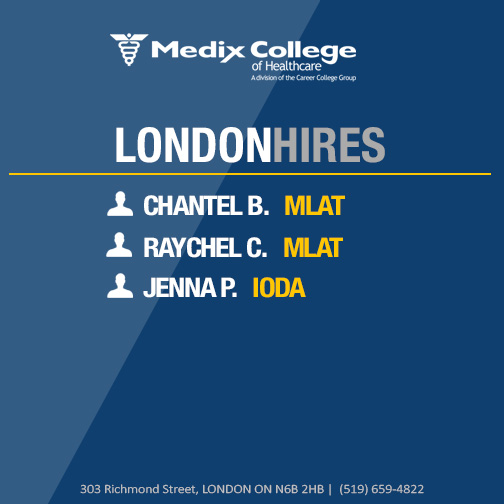 Medix College
of Healthcare
A division of the Career College Group
LONDONHIRES
CHANTEL B. MLAT
RAYCHEL C. MLAT
JENNA P. IODA
303 Richmond Street, LONDON ON N6B 2HB | (519) 659-4822